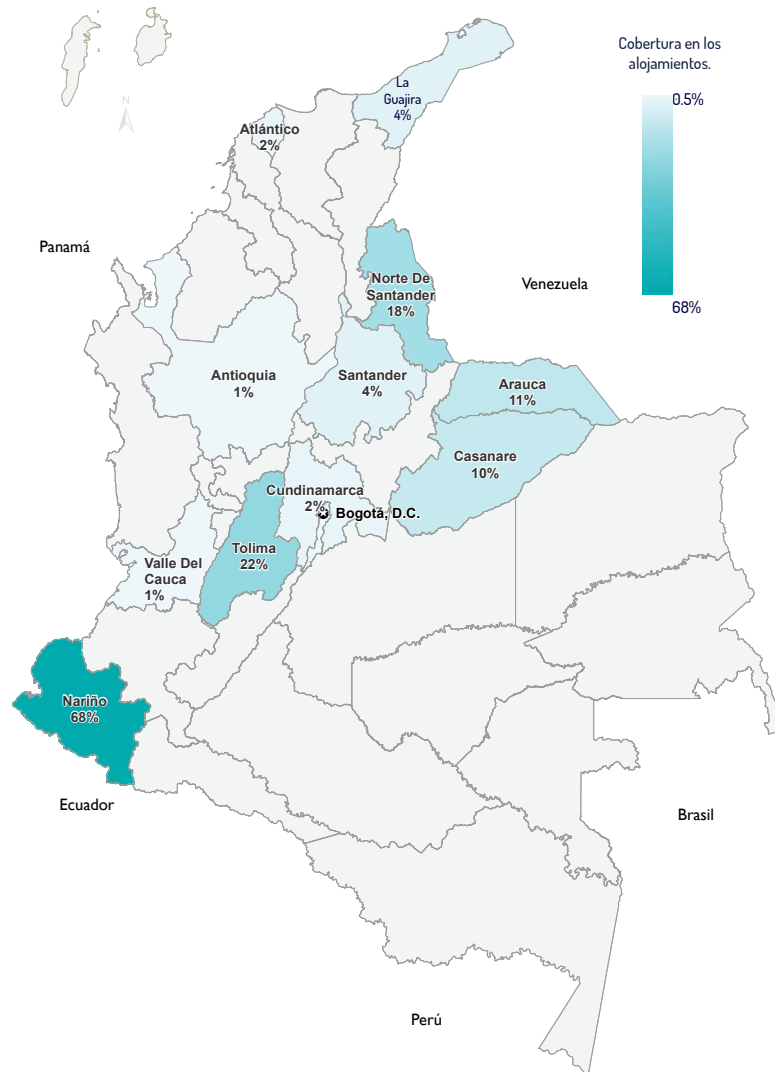 Cobertura en los
alojamientos.
0.5%
68%
N
La
Guajira
4%
Atlántico
2%
Panamá
Venezuela
Norte De
Santander
18%
Antioquia
1%
Santander
4%
Arauca
11%
Casanare
10%
Cundinamarca
2%
Bogotá, D.C.
Tolima
22%
Valle Del
Cauca
1%
Nariño
68%
Ecuador
Brasil
Perú